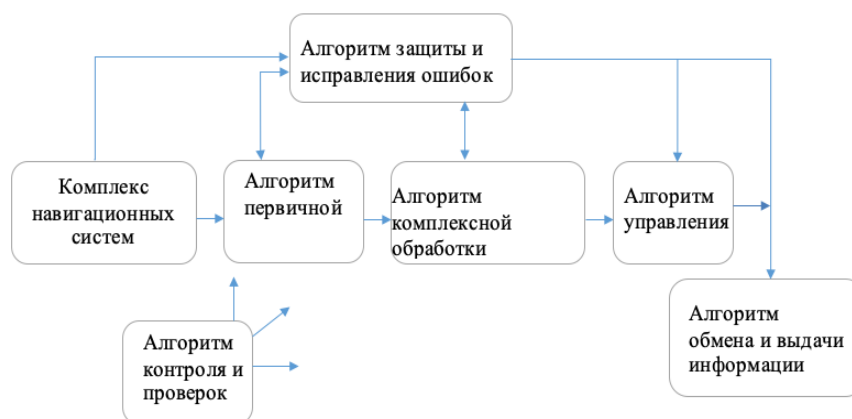 Алгоритм защиты и
исправления ошибок
Комплекс
навигационных
систем
Алгоритм
первичной
Алгоритм
комплексной
обработки
Алгоритм
управления
Алгоритм
контроля и
проверок
Алгоритм
обмена и выдачи
информации